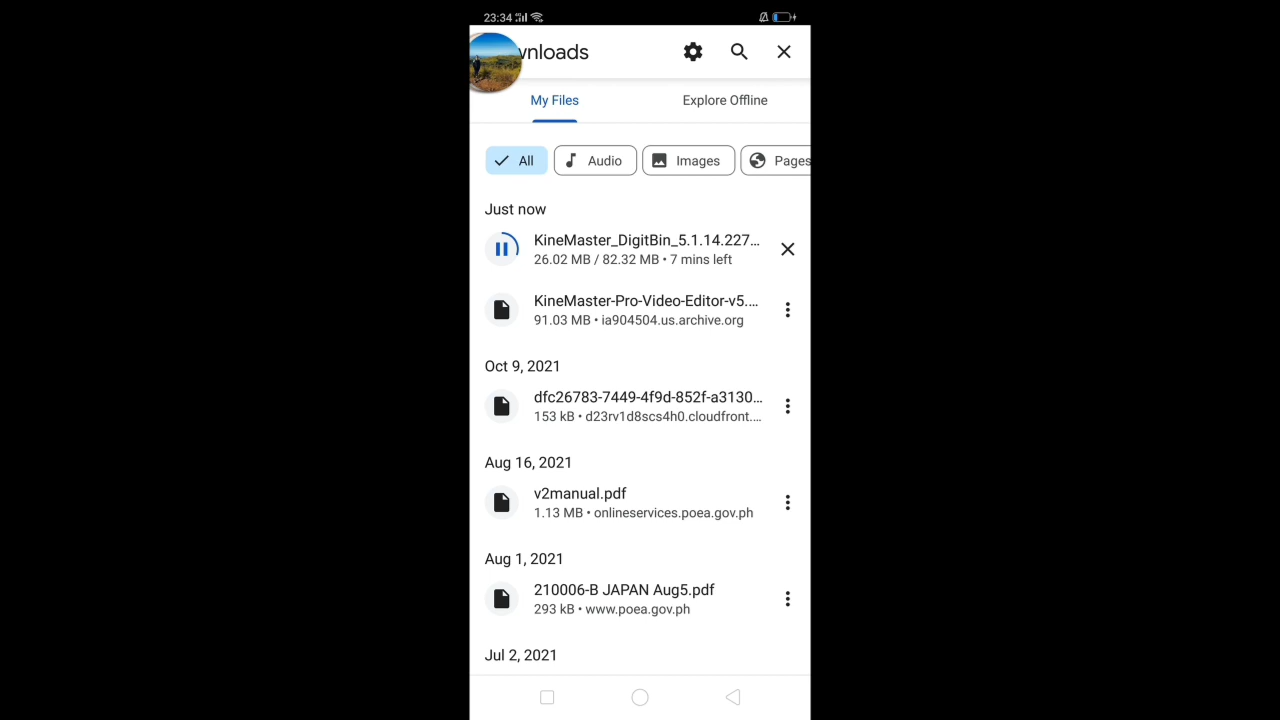 23:34
wnloads
My Files
Explore Offline
All
Audio
Images
Pages
Just now
KineMaster_DigitBin_5.1.14.227...
26.02 MB / 82.32 MB • 7 mins left
KineMaster-Pro-Video-Editor-v5....
91.03 MB • ia904504.us.archive.org
Oct 9, 2021
dfc26783-7449-4f9d-852f-a3130...
153 kB • d23rv1d8scs4h0.cloudfront....
Aug 16, 2021
v2manual.pdf
1.13 MB • onlineservices.poea.gov.ph
Aug 1, 2021
210006-B JAPAN Aug5.pdf
293 kB • www.poea.gov.ph
Jul 2, 2021